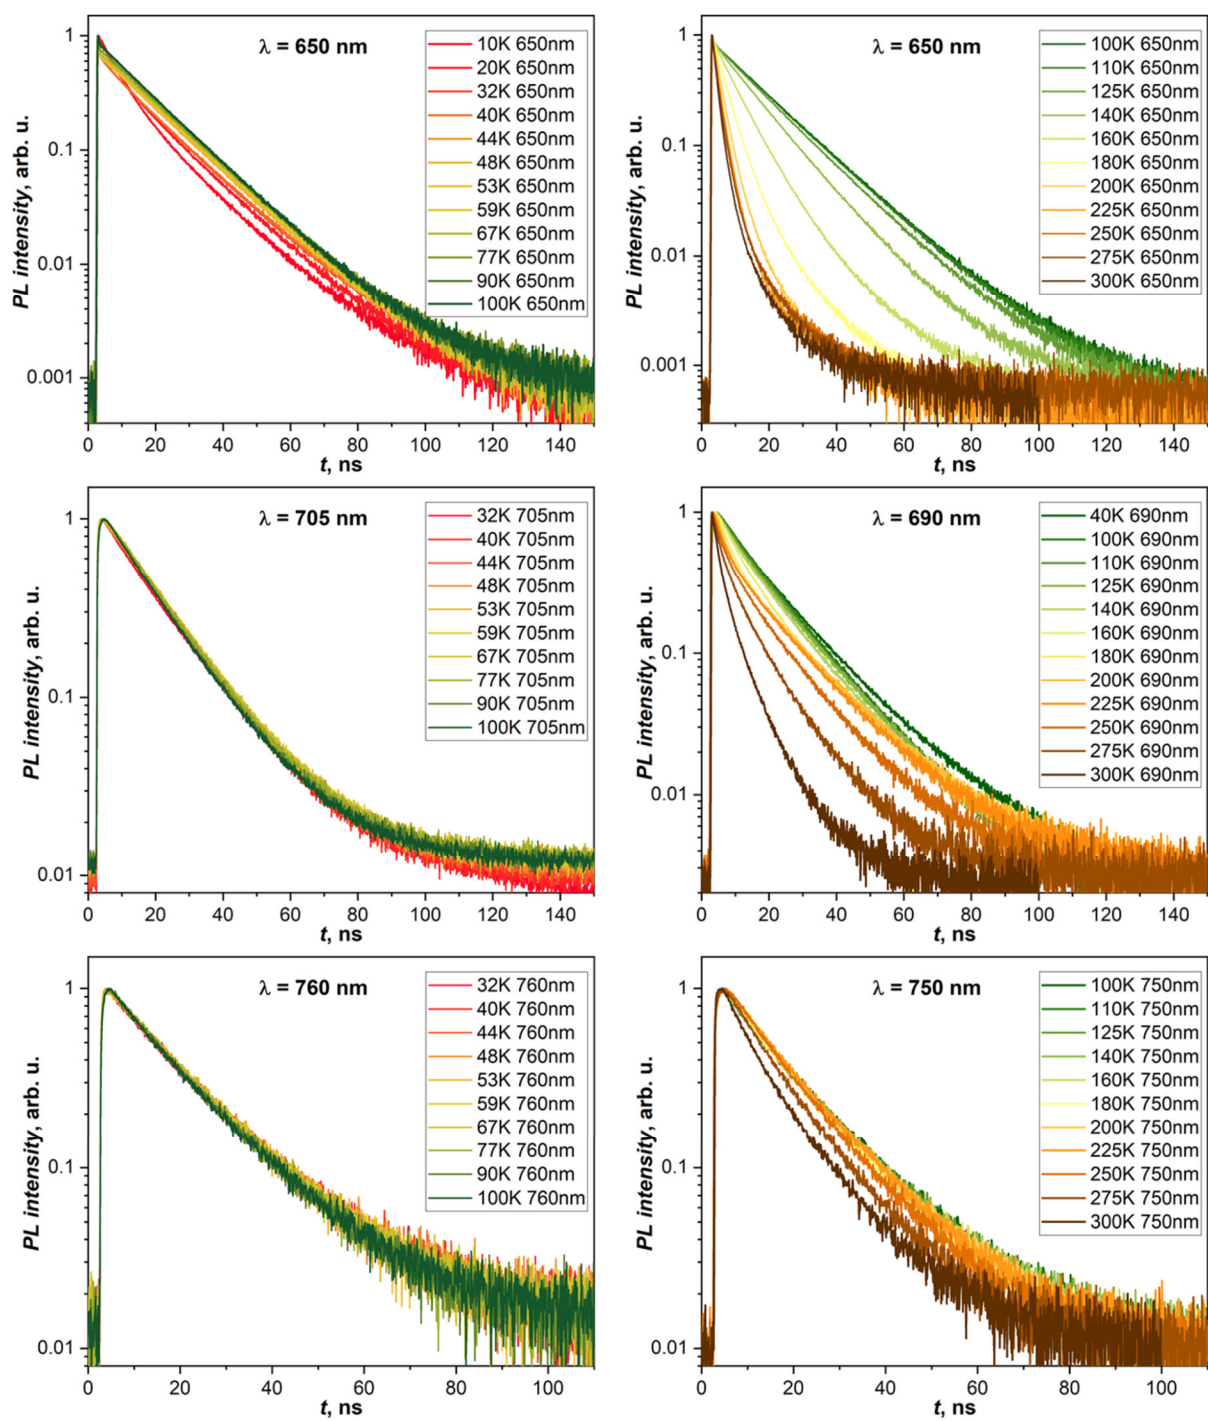 λ = 650 nm
PL intensity, arb. u.
1
0.1
0.01
0.001
0 20 40 60 80 100 120 140
t, ns
10K 650nm
20K 650nm
32K 650nm
40K 650nm
44K 650nm
48K 650nm
53K 650nm
59K 650nm
67K 650nm
77K 650nm
90K 650nm
100K 650nm
λ = 650 nm
PL intensity, arb. u.
1
0.1
0.01
0.001
0 20 40 60 80 100 120 140
t, ns
100K 650nm
110K 650nm
125K 650nm
140K 650nm
160K 650nm
180K 650nm
200K 650nm
225K 650nm
250K 650nm
275K 650nm
300K 650nm
λ = 705 nm
PL intensity, arb. u.
1
0.1
0.01
0 20 40 60 80 100 120 140
t, ns
32K 705nm
40K 705nm
44K 705nm
48K 705nm
53K 705nm
59K 705nm
67K 705nm
77K 705nm
90K 705nm
100K 705nm
λ = 690 nm
PL intensity, arb. u.
1
0.1
0.01
0 20 40 60 80 100 120 140
t, ns
40K 690nm
100K 690nm
110K 690nm
125K 690nm
140K 690nm
160K 690nm
180K 690nm
200K 690nm
225K 690nm
250K 690nm
275K 690nm
300K 690nm
λ = 760 nm
PL intensity, arb. u.
1
0.1
0.01
0 20 40 60 80 100
t, ns
32K 760nm
40K 760nm
44K 760nm
48K 760nm
53K 760nm
59K 760nm
67K 760nm
77K 760nm
90K 760nm
100K 760nm
λ = 750 nm
PL intensity, arb. u.
1
0.1
0.01
0 20 40 60 80 100
t, ns
100K 750nm
110K 750nm
125K 750nm
140K 750nm
160K 750nm
180K 750nm
200K 750nm
225K 750nm
250K 750nm
275K 750nm
300K 750nm